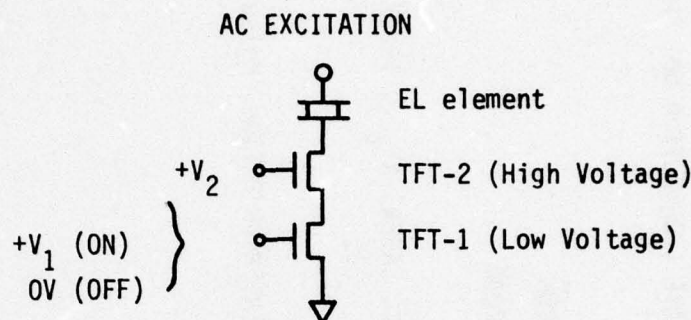 AC EXCITATION
EL element
+V2
TFT-2 (High Voltage)
+V1 (ON)
0V (OFF)
TFT-1 (Low Voltage)